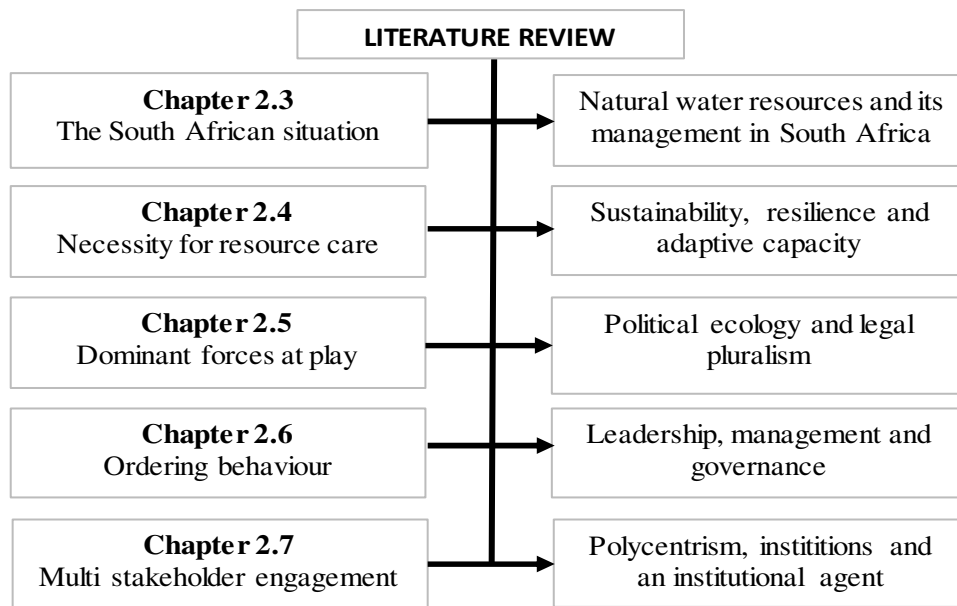 LITERATURE REVIEW
Chapter 2.3
The South African situation
Natural water resources and its
management in South Africa
Chapter 2.4
Necessity for resource care
Sustainability, resilience and
adaptive capacity
Chapter 2.5
Dominant forces at play
Political ecology and legal
pluralism
Chapter 2.6
Ordering behaviour
Leadership, management and
governance
Chapter 2.7
Multi stakeholder engagement
Polycentrism, instititions and
an institutional agent